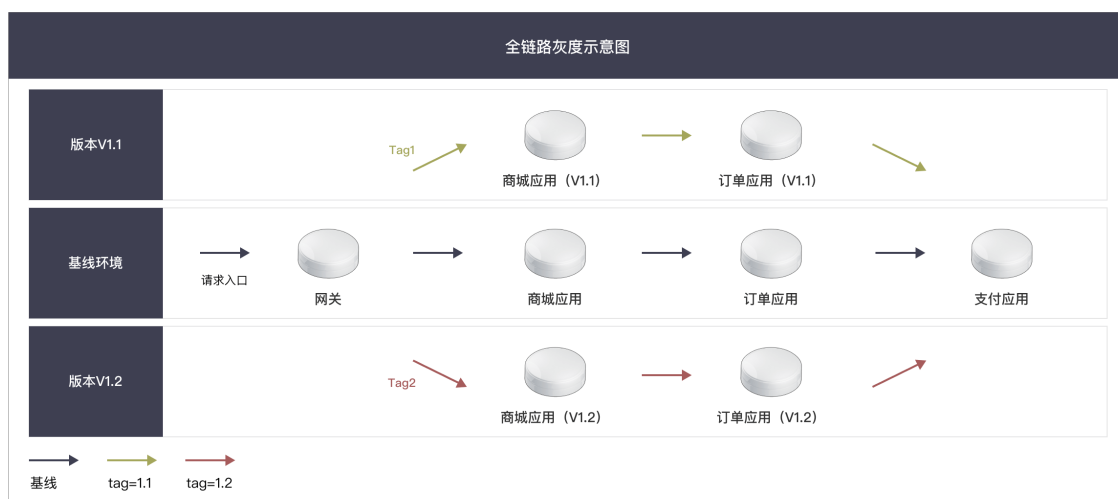 全链路灰度示意图
版本V1.1
Tag1
商城应用（V1.1）
订单应用（V1.1）
基线环境
请求入口
网关
商城应用
订单应用
支付应用
版本V1.2
Tag2
商城应用（V1.2）
订单应用（V1.2）
基线
tag=1.1
tag=1.2